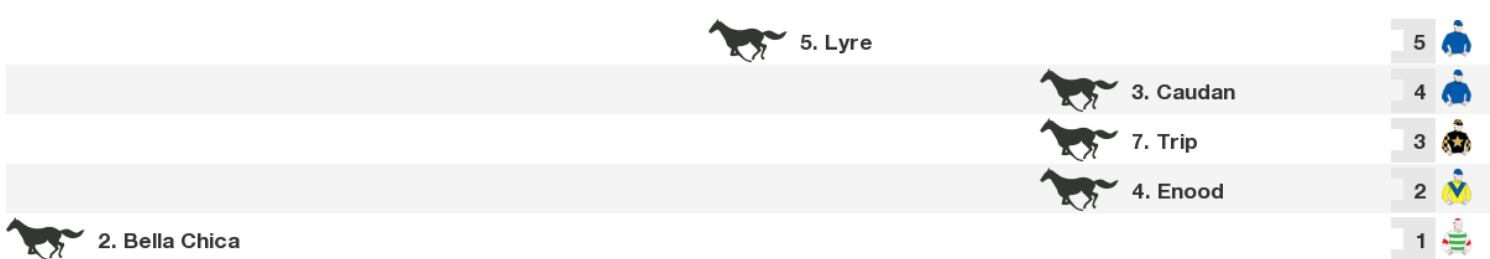 5. Lyre 5
3. Caudan 4
7. Trip 3
4. Enood 2
2. Bella Chica 1